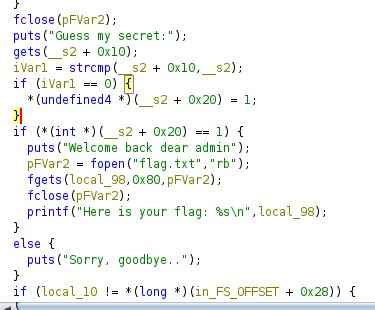 }
fclose(pFVar2);
puts("Guess my secret:");
gets(__s2 + 0x10);
iVar1 = strcmp(__s2 + 0x10,__s2);
if (iVar1 == 0) {
*(undefined4 *)(__s2 + 0x20) = 1;
}
if (*(int *)(__s2 + 0x20) == 1) {
puts("Welcome back dear admin");
pFVar2 = fopen("flag.txt","rb");
fgets(local_98,0x80,pFVar2);
fclose(pFVar2);
printf("Here is your flag: %s\n",local_98);
}
else {
puts("Sorry, goodbye..");
}
if (local_10 != *(long *)(in_FS_OFFSET + 0x28)) {